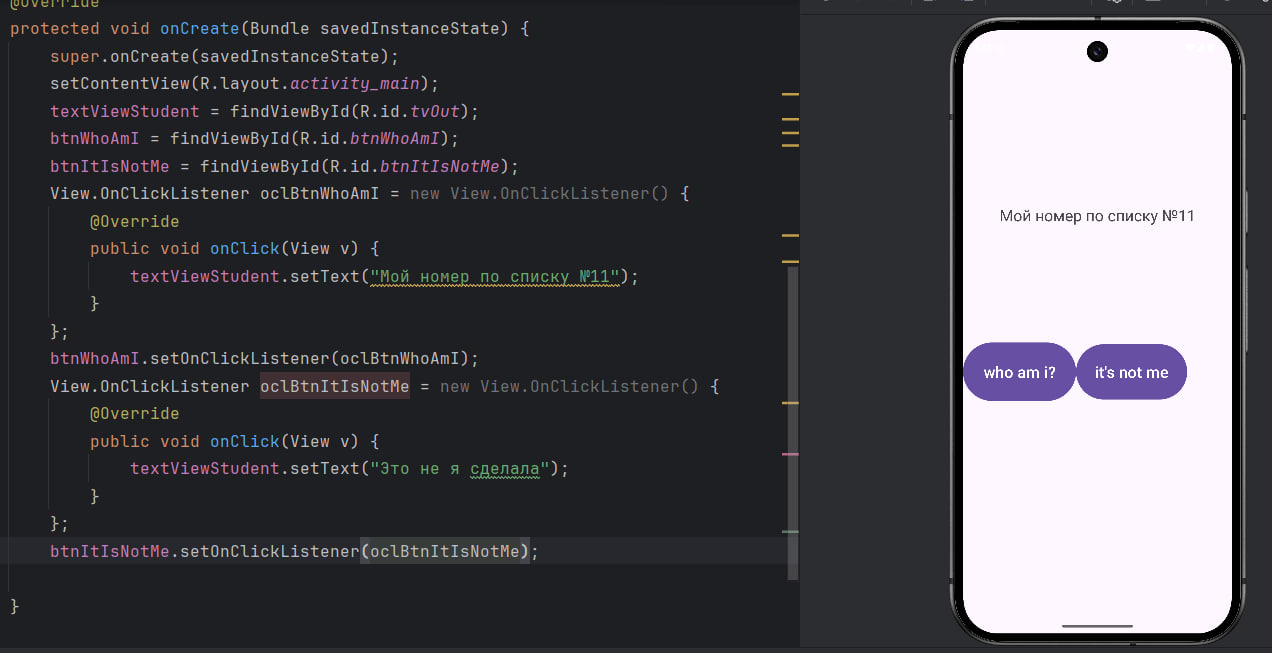 @Override
protected void onCreate(Bundle savedInstanceState) {
super.onCreate(savedInstanceState);
setContentView(R.layout.activity_main);
textViewStudent = findViewById(R.id.tvOut);
btnWhoAmI = findViewById(R.id.btnWhoAmI);
btnItIsNotMe = findViewById(R.id.btnItIsNotMe);
View.OnClickListener oclBtnWhoAmI = new View.OnClickListener() {
@Override
public void onClick(View v) {
textViewStudent.setText("Мой номер по списку №11");
}
};
btnWhoAmI.setOnClickListener(oclBtnWhoAmI);
View.OnClickListener oclBtnItIsNotMe = new View.OnClickListener() {
@Override
public void onClick(View v) {
textViewStudent.setText("Это не я сделала");
}
};
btnItIsNotMe.setOnClickListener(oclBtnItIsNotMe);
}
Мой номер по списку №11
who am i?
it's not me